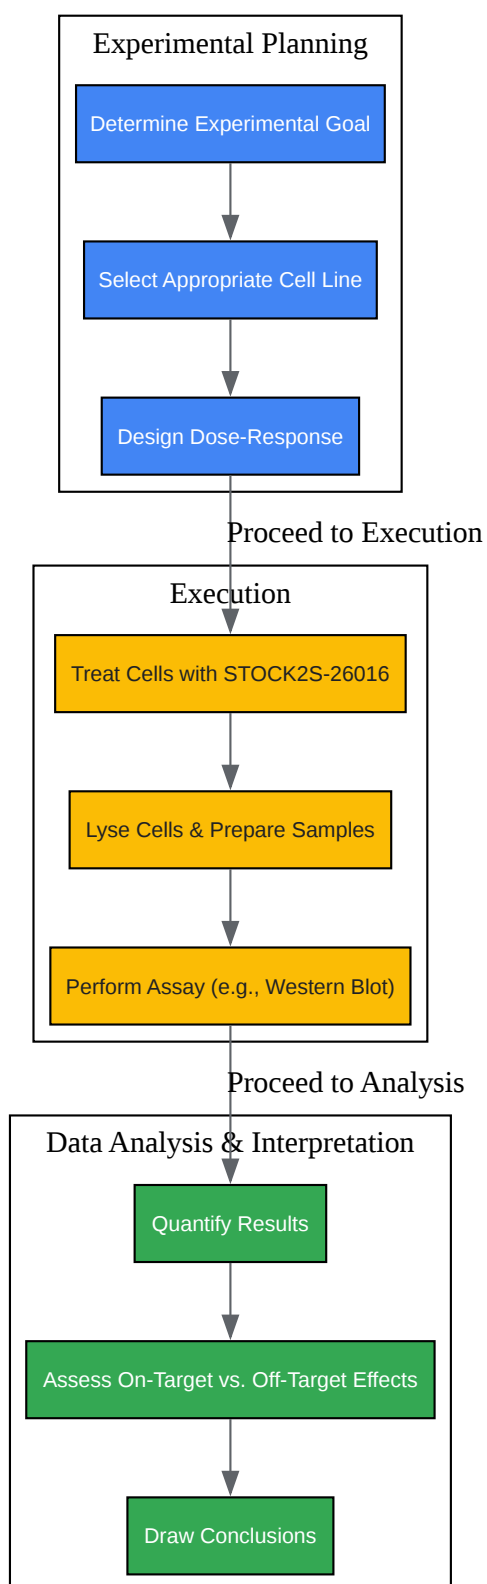 Experimental Planning
Determine Experimental Goal
Select Appropriate Cell Line
Design Dose-Response
Proceed to Execution
Execution
Treat Cells with STOCK2S-26016
Lyse Cells & Prepare Samples
Perform Assay (e.g., Western Blot)
Proceed to Analysis
Data Analysis & Interpretation
Quantify Results
Assess On-Target vs. Off-Target Effects
Draw Conclusions